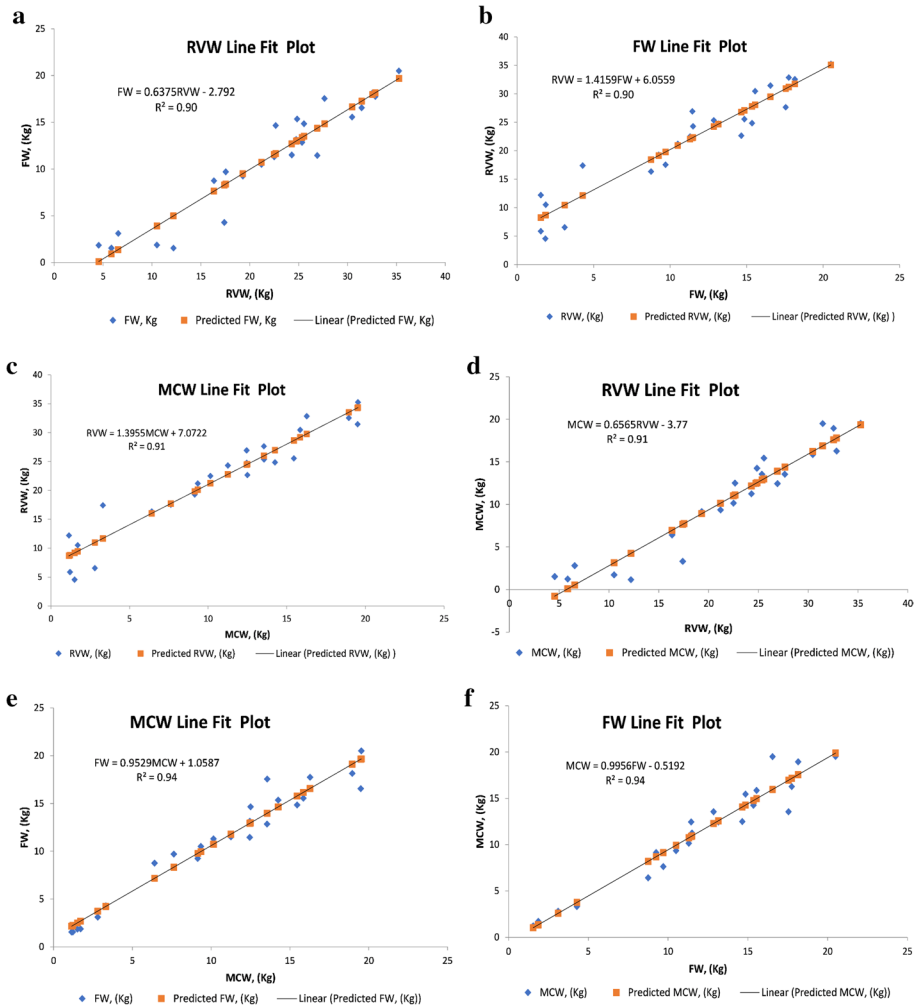 a
RVW Line Fit Plot
FW = 0.6375RVW - 2.792
R² = 0.90
FW, (Kg)
25
20
15
10
5
0
0 5 10 15 20 25 30 35 40
RVW, (Kg)
FW, Kg Predicted FW, Kg Linear (Predicted FW, Kg)
b
FW Line Fit Plot
RVW = 1.4159FW + 6.0559
R² = 0.90
RVW, (Kg)
40
35
30
25
20
15
10
5
0
0 5 10 15 20 25
FW, (Kg)
RVW, (Kg) Predicted RVW, (Kg) Linear (Predicted RVW, (Kg) )
c
MCW Line Fit Plot
RVW = 1.3955MCW + 7.0722
R² = 0.91
RVW, (Kg)
40
35
30
25
20
15
10
5
0
0 5 10 15 20 25
MCW, (Kg)
RVW, (Kg) Predicted RVW, (Kg) Linear (Predicted RVW, (Kg) )
d
RVW Line Fit Plot
MCW = 0.6565RVW - 3.77
R² = 0.91
MCW, (Kg)
25
20
15
10
5
0
-5
0 5 10 15 20 25 30 35 40
RVW, (Kg)
MCW, (Kg) Predicted MCW, (Kg) Linear (Predicted MCW, (Kg))
e
MCW Line Fit Plot
FW = 0.9529MCW + 1.0587
R² = 0.94
FW, (Kg)
25
20
15
10
5
0
0 5 10 15 20 25
MCW, (Kg)
FW, (Kg) Predicted FW, (Kg) Linear (Predicted FW, (Kg))
f
FW Line Fit Plot
MCW = 0.9956FW - 0.5192
R² = 0.94
MCW, (Kg)
25
20
15
10
5
0
0 5 10 15 20 25
FW, (Kg)
MCW, (Kg) Predicted MCW, (Kg) Linear (Predicted MCW, (Kg))